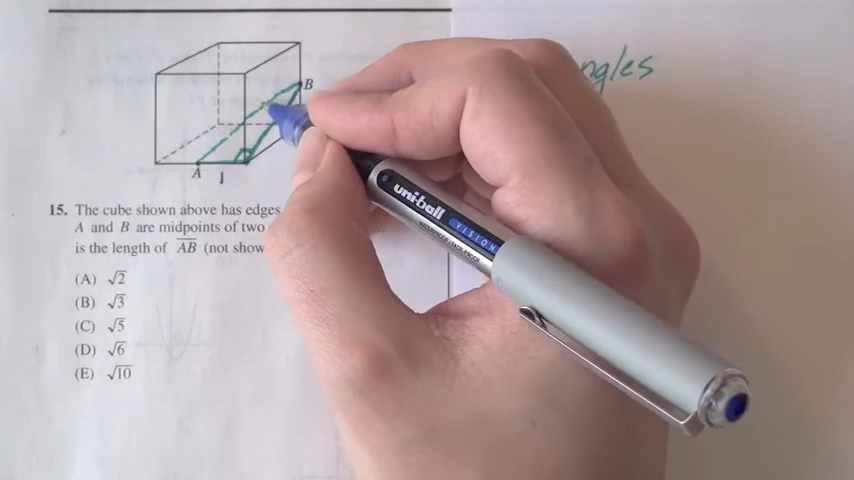 ngles
B
A
1
15. The cube shown above has edges
A and B are midpoints of two
is the length of AB (not show
(A) √2
(B) √3
(C) √5
(D) √6
(E) √10
uni-ball VISION